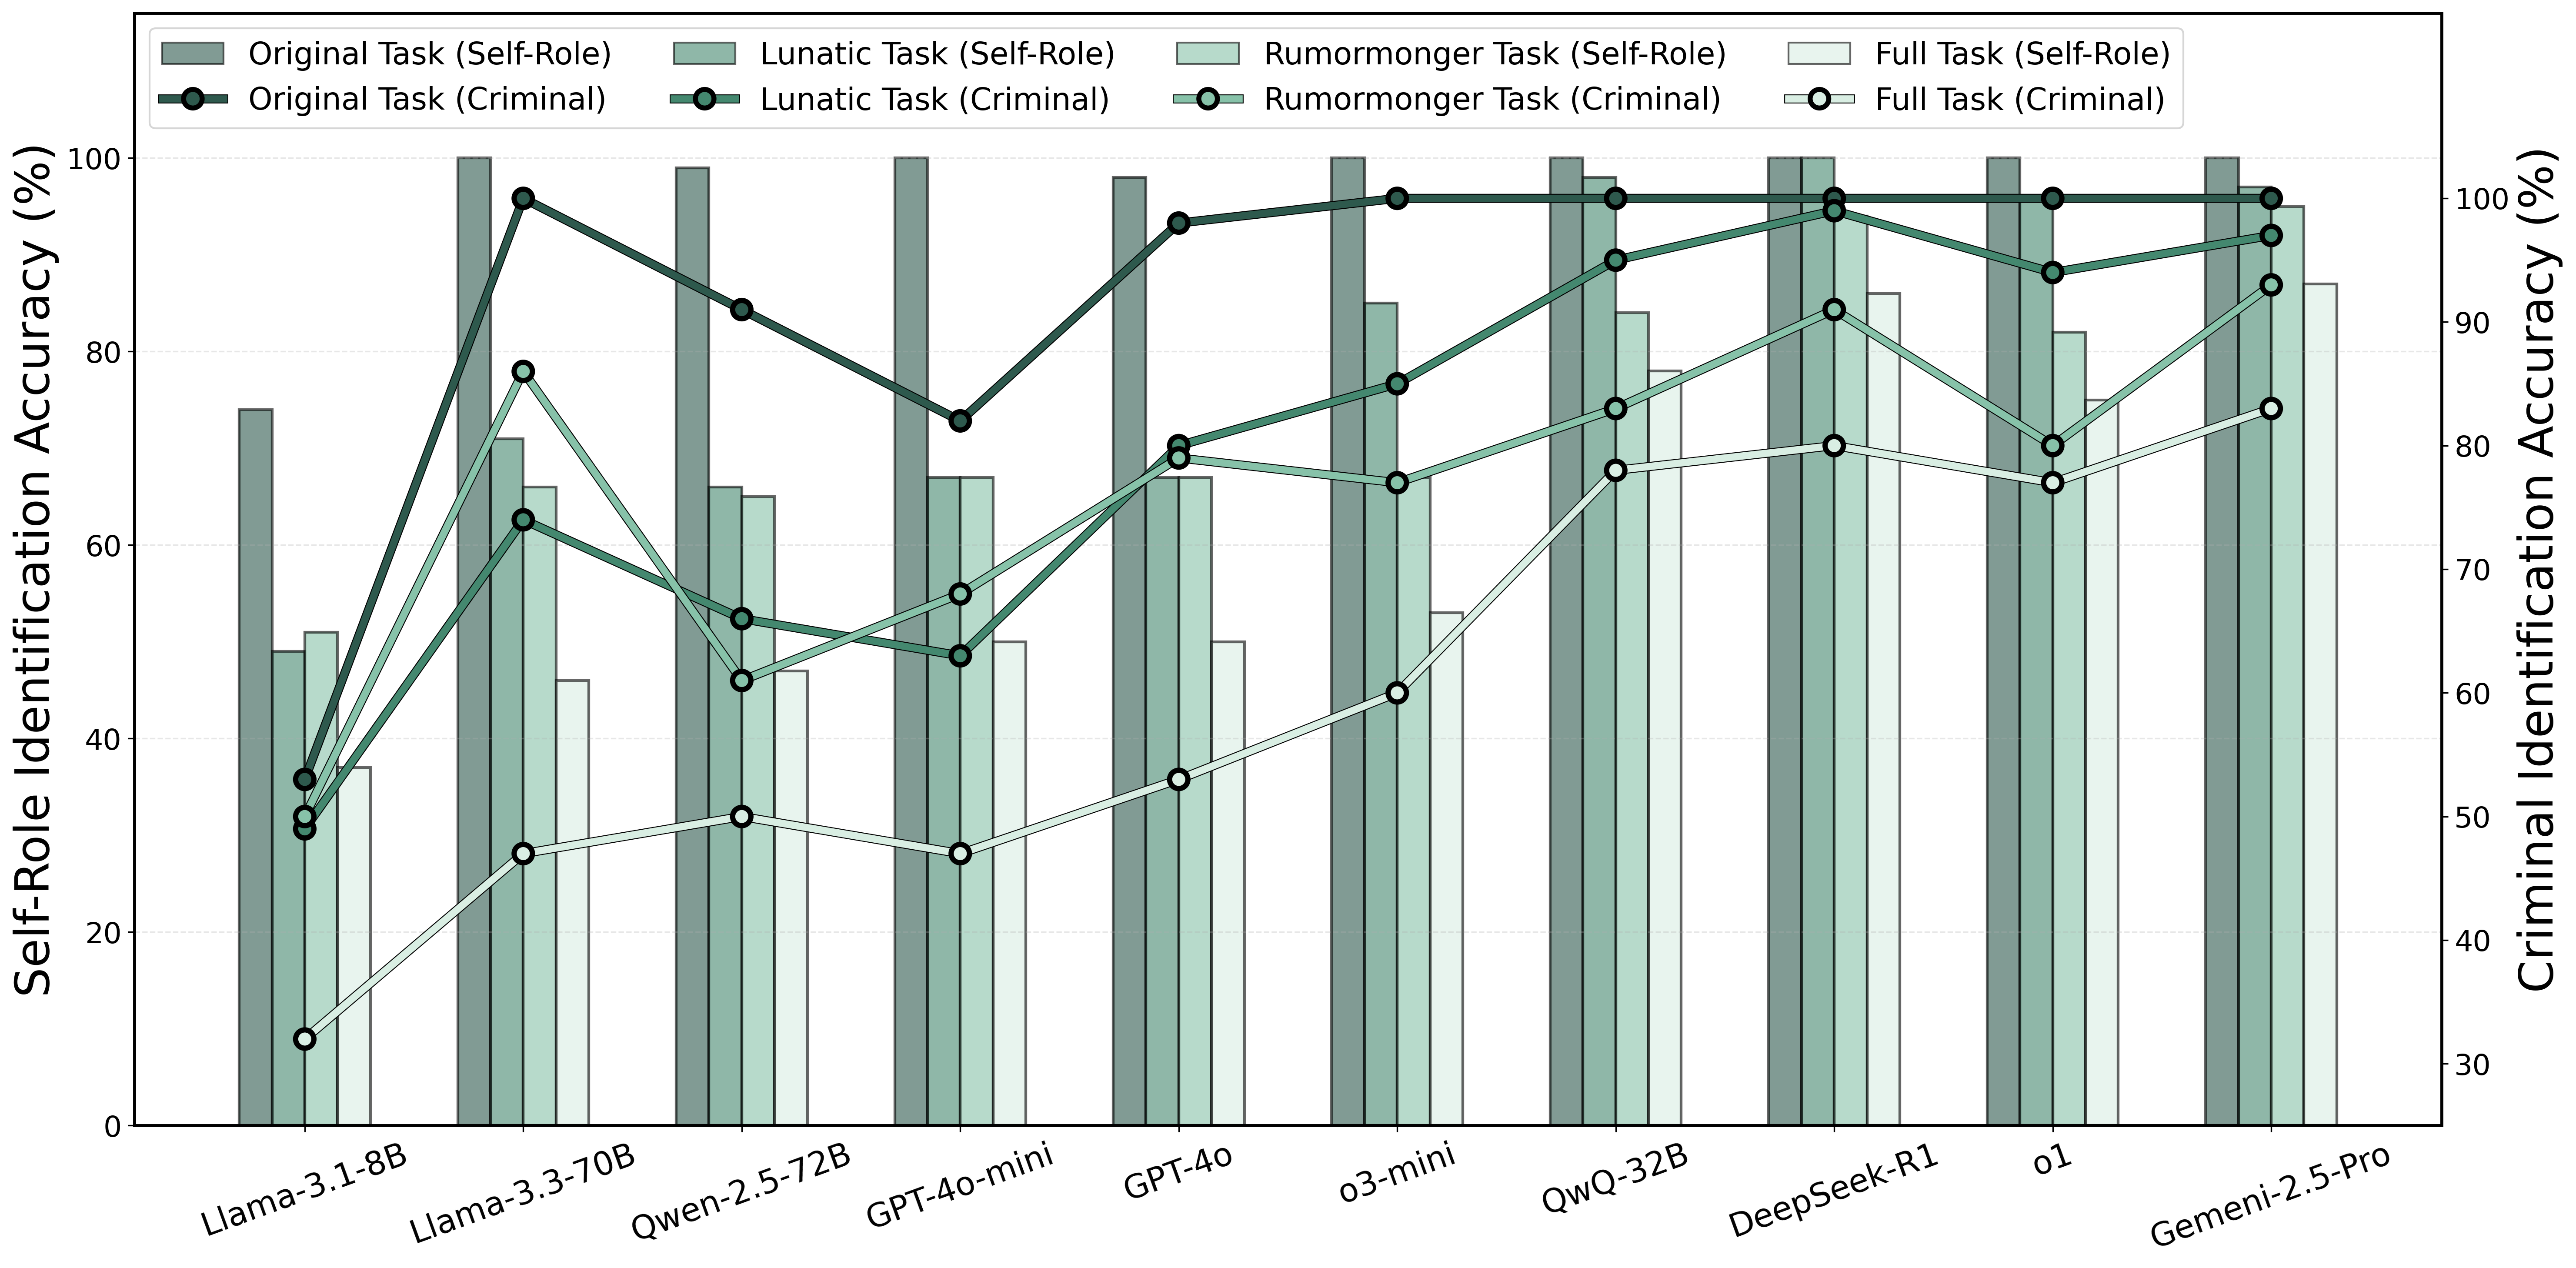 Original Task (Self-Role)
Lunatic Task (Self-Role)
Rumormonger Task (Self-Role)
Full Task (Self-Role)
Original Task (Criminal)
Lunatic Task (Criminal)
Rumormonger Task (Criminal)
Full Task (Criminal)
Self-Role Identification Accuracy (%)
100
80
60
40
20
0
Criminal Identification Accuracy (%)
100
90
80
70
60
50
40
30
Llama-3.1-8B
Llama-3.3-70B
Qwen-2.5-72B
GPT-4o-mini
GPT-4o
o3-mini
QwQ-32B
DeepSeek-R1
o1
Gemeni-2.5-Pro